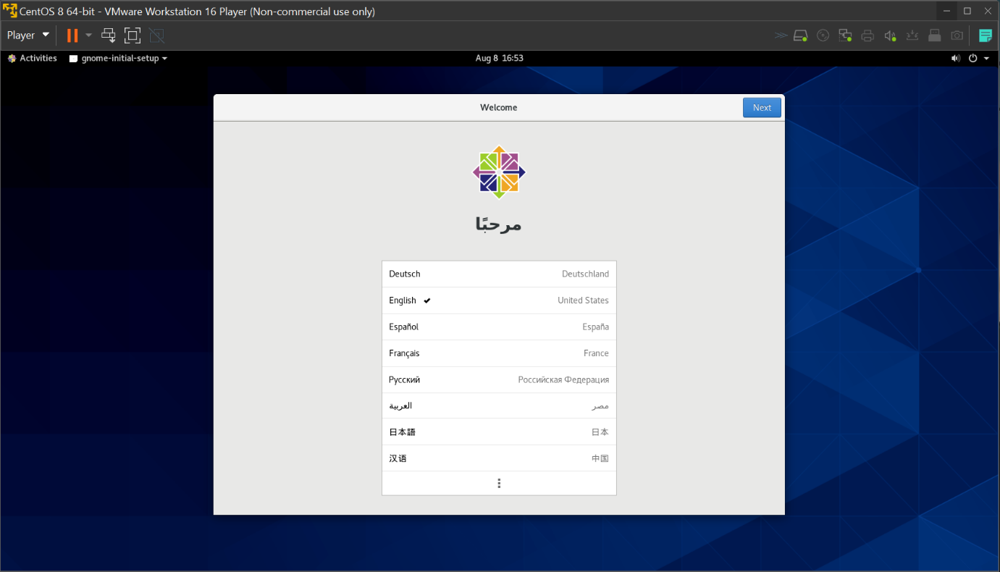 CentOS 8 64-bit - VMware Workstation 16 Player (Non-commercial use only)
Player
Activities gnome-initial-setup Aug 8 16:53
Welcome Next
مرحبًا
Deutsch Deutschland
English United States
Español España
Français France
Русский Российская Федерация
العربية مصر
日本語 日本
汉语 中国